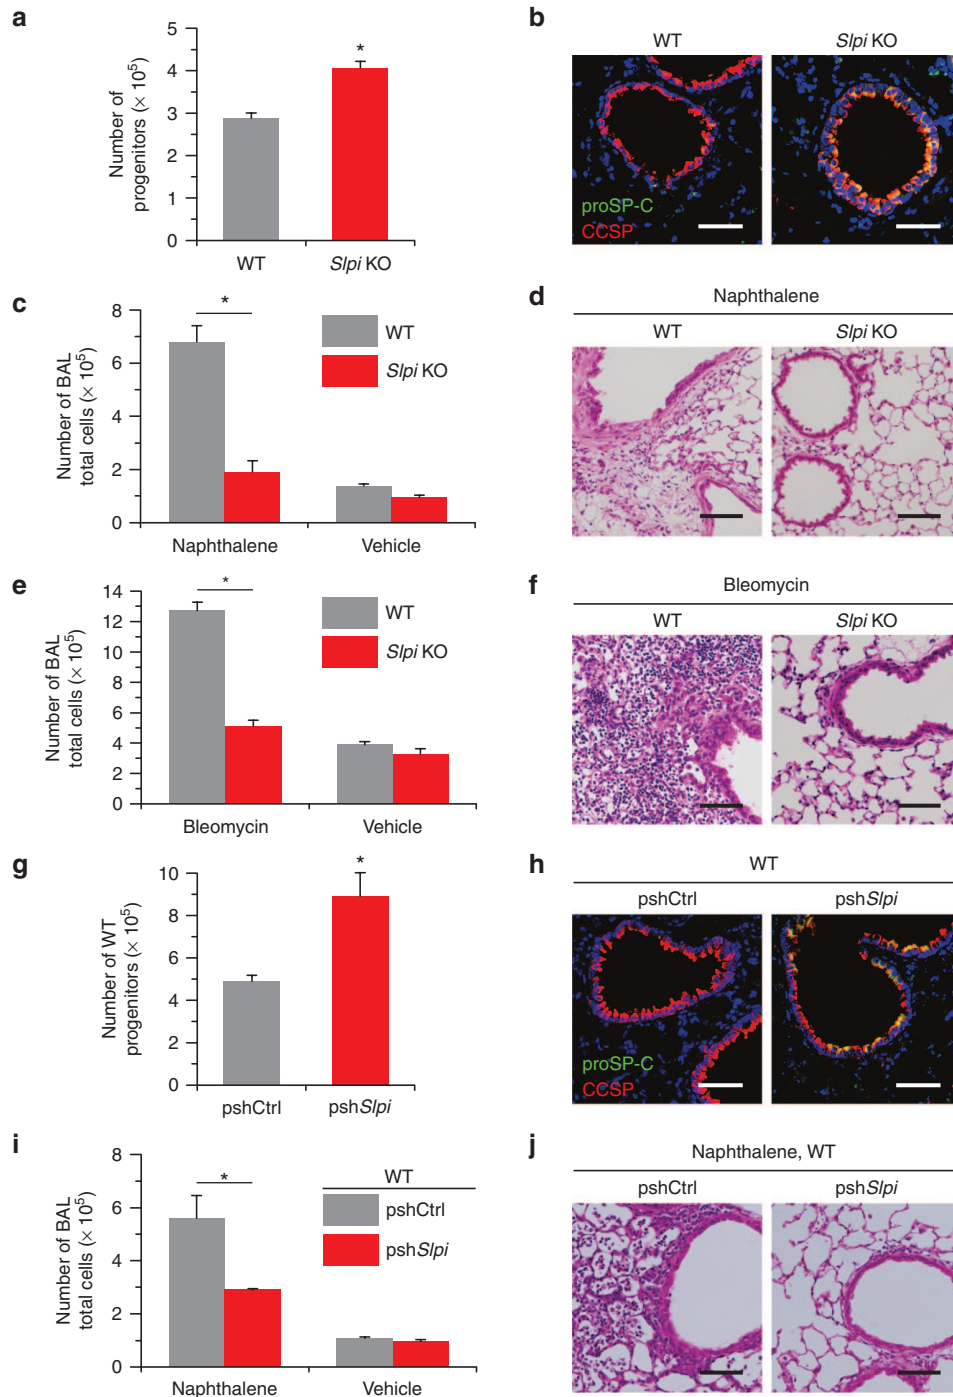 a
Number of
progenitors (× 10⁵)
5
4
3
2
1
0
*
WT
Slpi KO
b
WT
Slpi KO
proSP-C
CCSP
c
Number of BAL
total cells (× 10⁵)
8
6
4
2
0
*
WT
Slpi KO
Naphthalene
Vehicle
d
Naphthalene
WT
Slpi KO
e
Number of BAL
total cells (× 10⁵)
14
12
10
8
6
4
2
0
*
WT
Slpi KO
Bleomycin
Vehicle
f
Bleomycin
WT
Slpi KO
g
Number of WT
progenitors (× 10⁵)
10
8
6
4
2
0
*
pshCtrl
pshSlpi
h
WT
pshCtrl
pshSlpi
proSP-C
CCSP
i
Number of BAL
total cells (× 10⁵)
8
6
4
2
0
*
WT
pshCtrl
pshSlpi
Naphthalene
Vehicle
j
Naphthalene, WT
pshCtrl
pshSlpi